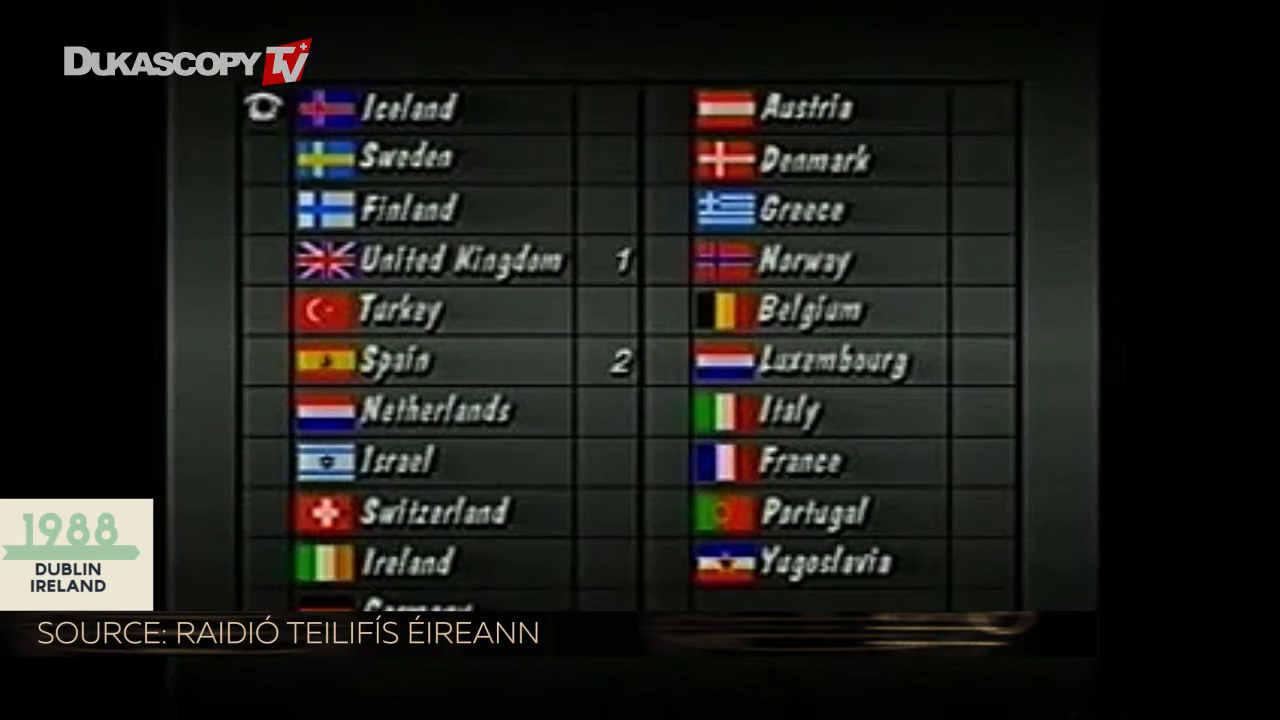 DUKASCOPY TV
Iceland
Sweden
Finland
United Kingdom 1
Turkey
Spain 2
Netherlands
Israel
Switzerland
Ireland
Germany
Austria
Denmark
Greece
Norway
Belgium
Luxembourg
Italy
France
Portugal
Yugoslavia
1988
DUBLIN
IRELAND
SOURCE: RAIDIÓ TEILIFÍS ÉIREANN